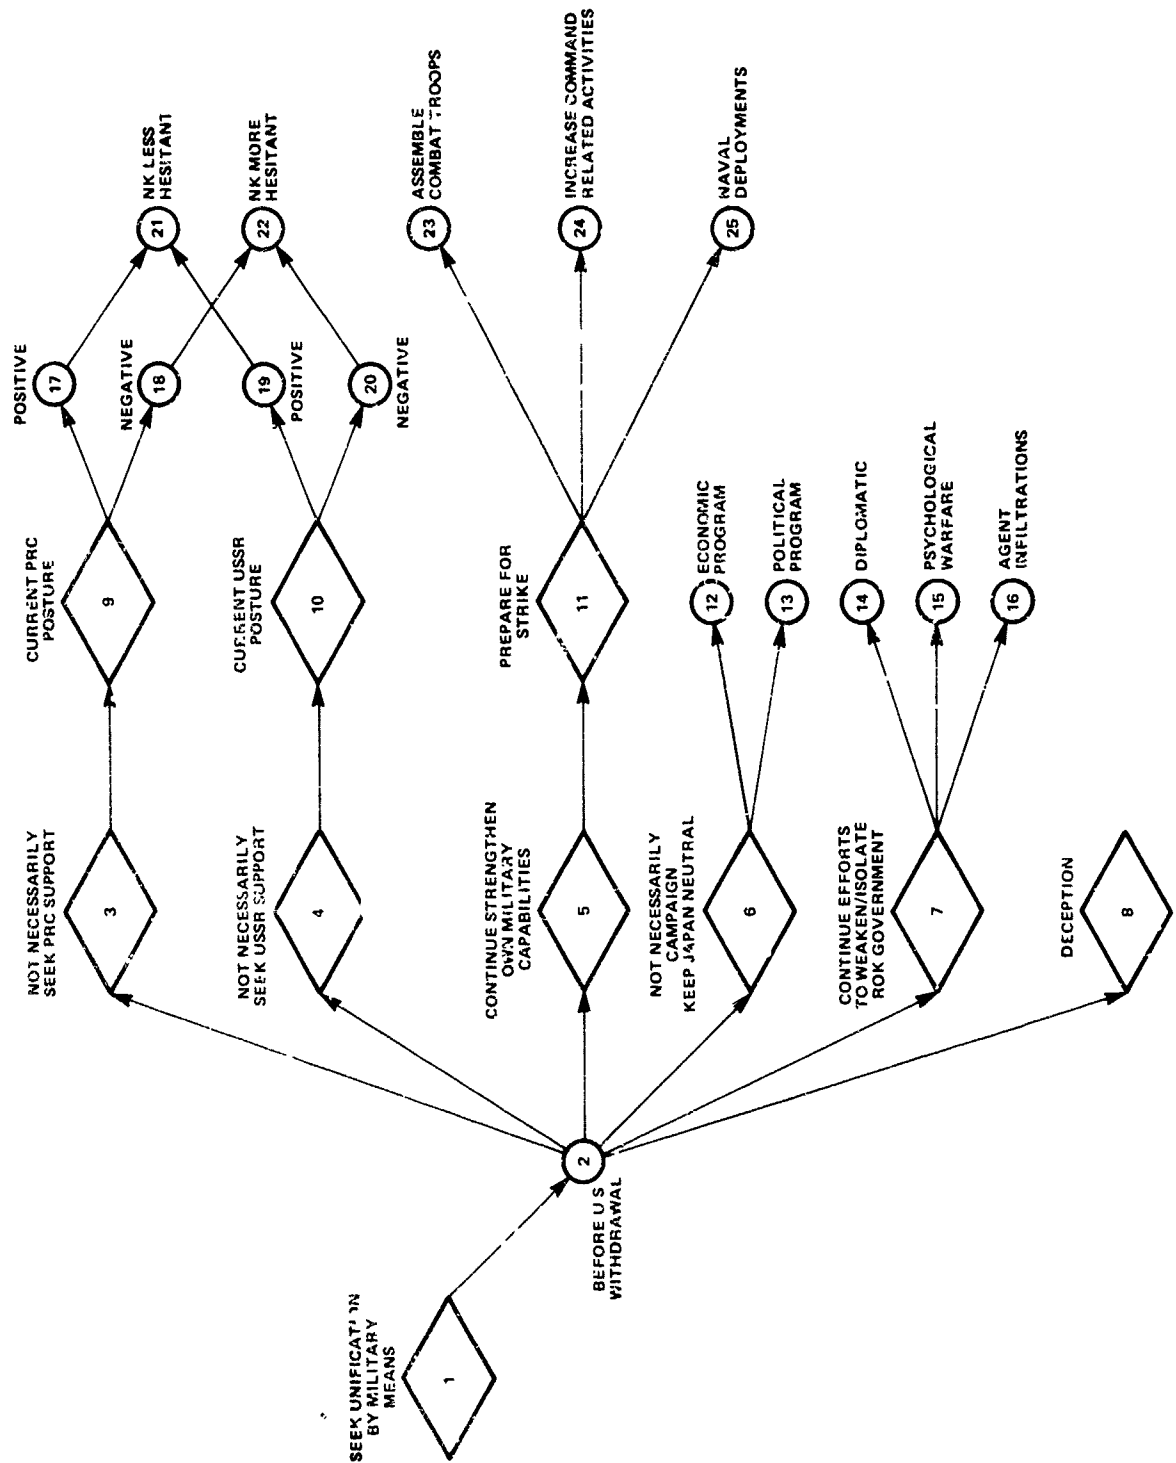 SEEK UNIFICATION
BY MILITARY
MEANS
1
BEFORE U S
WITHDRAWAL
2
NOT NECESSARILY
SEEK PRC SUPPORT
3
NOT NECESSARILY
SEEK USSR SUPPORT
4
CONTINUE STRENGTHEN
OWN MILITARY
CAPABILITIES
5
NOT NECESSARILY
CAMPAIGN
KEEP JAPAN NEUTRAL
6
CONTINUE EFFORTS
TO WEAKEN/ISOLATE
ROK GOVERNMENT
7
DECEPTION
8
CURRENT PRC
POSTURE
9
CURRENT USSR
POSTURE
10
PREPARE FOR
STRIKE
11
12
ECONOMIC
PROGRAM
13
POLITICAL
PROGRAM
14
DIPLOMATIC
15
PSYCHOLOGICAL
WARFARE
16
AGENT
INFILTRATIONS
POSITIVE
17
NEGATIVE
18
19
POSITIVE
20
NEGATIVE
21
NK LESS
HESITANT
22
NK MORE
HESITANT
23
ASSEMBLE
COMBAT TROOPS
24
INCREASE COMMAND
RELATED ACTIVITIES
25
NAVAL
DEPLOYMENTS